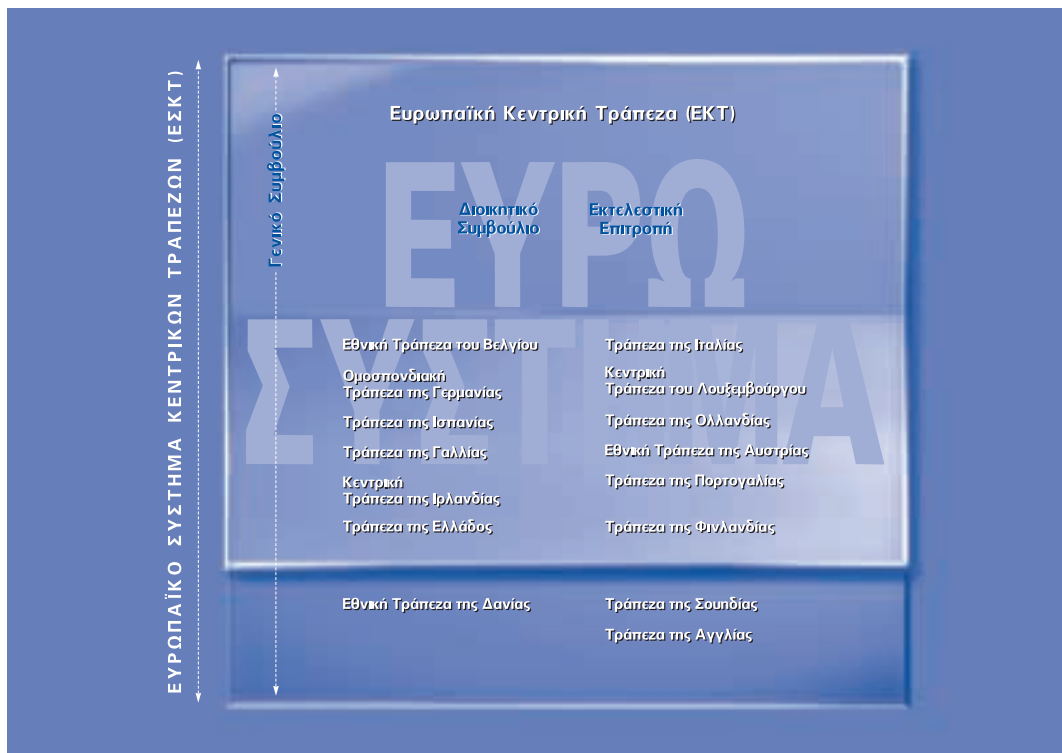 ΕΥΡΩΠΑΪΚΟ ΣΥΣΤΗΜΑ ΚΕΝΤΡΙΚΩΝ ΤΡΑΠΕΖΩΝ (ΕΣΚΤ)
Γενικό Συμβούλιο
Ευρωπαϊκή Κεντρική Τράπεζα (ΕΚΤ)
ΕΥΡΩ
ΣΥΣΤΗΜΑ
Διοικητικό
Συμβούλιο
Εκτελεστική
Επιτροπή
Εθνική Τράπεζα του Βελγίου
Ομοσπονδιακή
Τράπεζα της Γερμανίας
Τράπεζα της Ισπανίας
Τράπεζα της Γαλλίας
Κεντρική
Τράπεζα της Ιρλανδίας
Τράπεζα της Ελλάδος
Τράπεζα της Ιταλίας
Κεντρική
Τράπεζα του Λουξεμβούργου
Τράπεζα της Ολλανδίας
Εθνική Τράπεζα της Αυστρίας
Τράπεζα της Πορτογαλίας
Τράπεζα της Φινλανδίας
Εθνική Τράπεζα της Δανίας
Τράπεζα της Σουηδίας
Τράπεζα της Αγγλίας